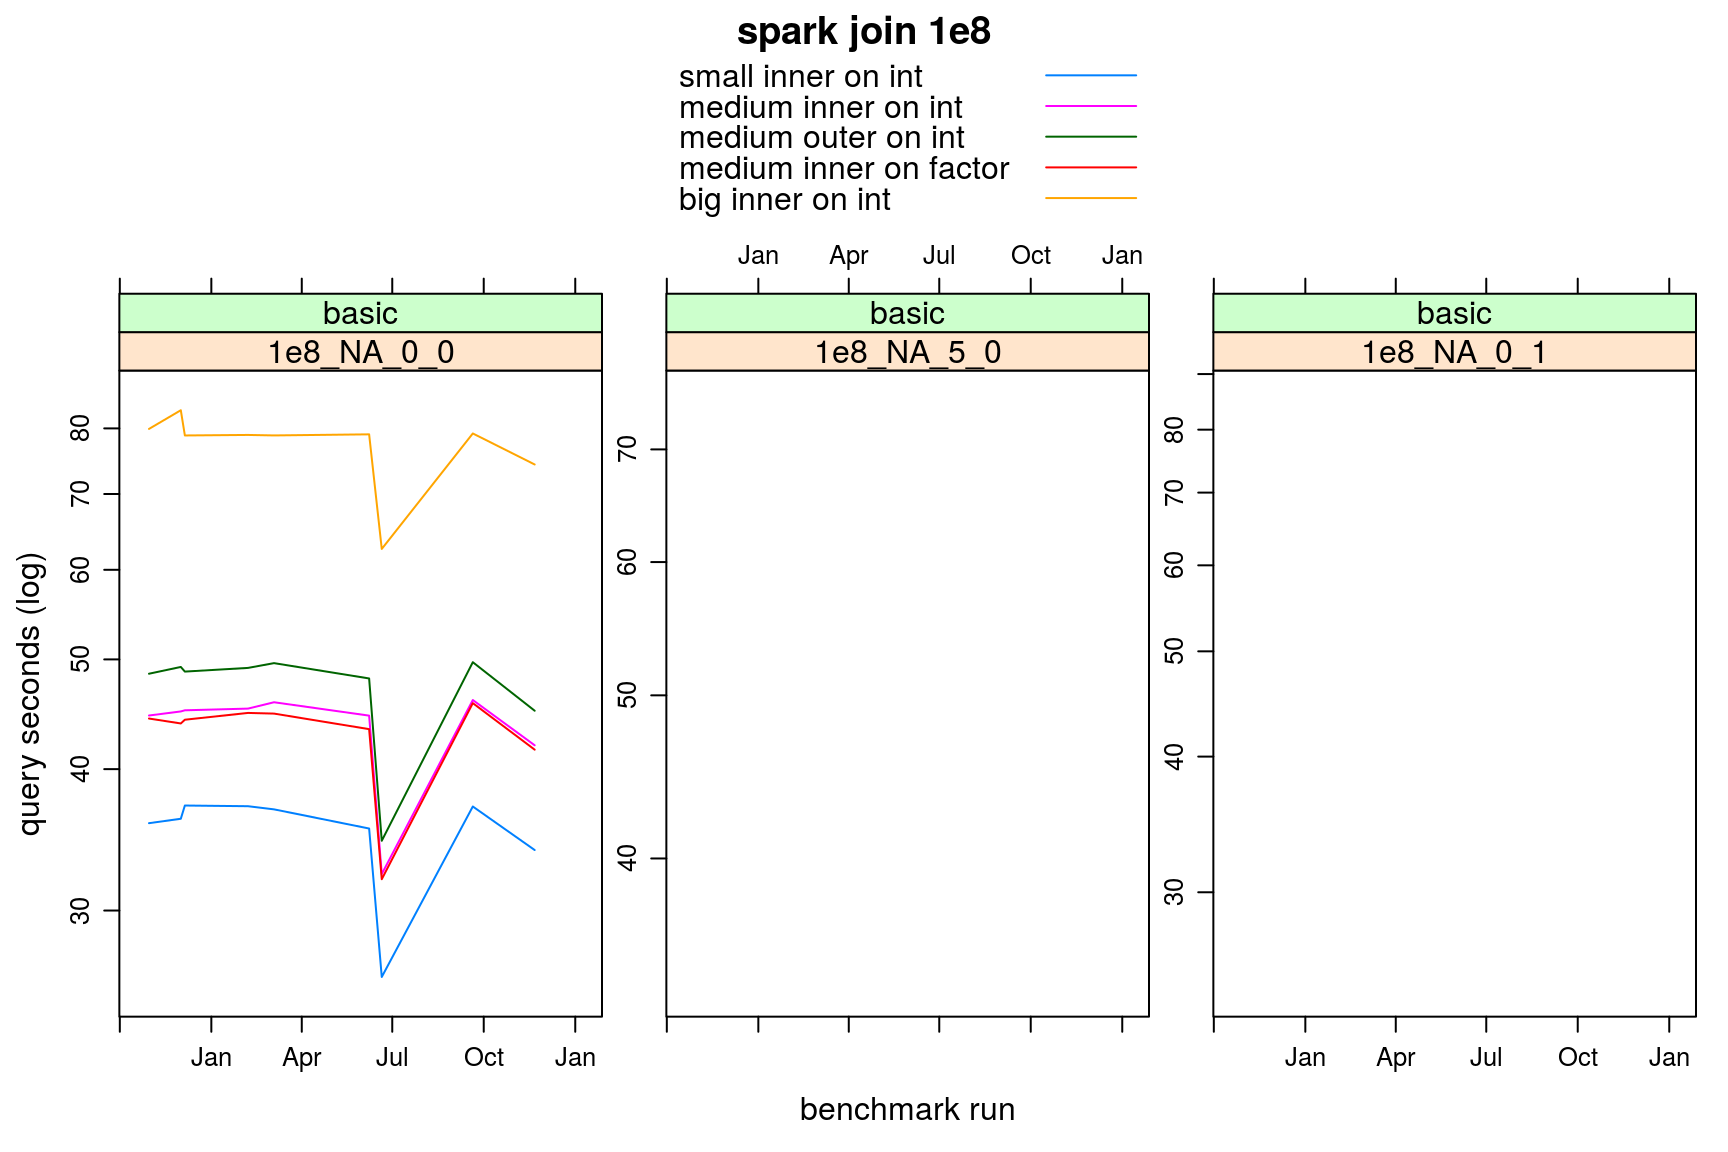 spark join 1e8
small inner on int
medium inner on int
medium outer on int
medium inner on factor
big inner on int
Jan Apr Jul Oct Jan
basic basic basic
1e8_NA_0_0 1e8_NA_5_0 1e8_NA_0_1
query seconds (log)
80
70
60
50
40
30
70
60
50
40
80
70
60
50
40
30
Jan Apr Jul Oct Jan Jan Apr Jul Oct Jan
benchmark run